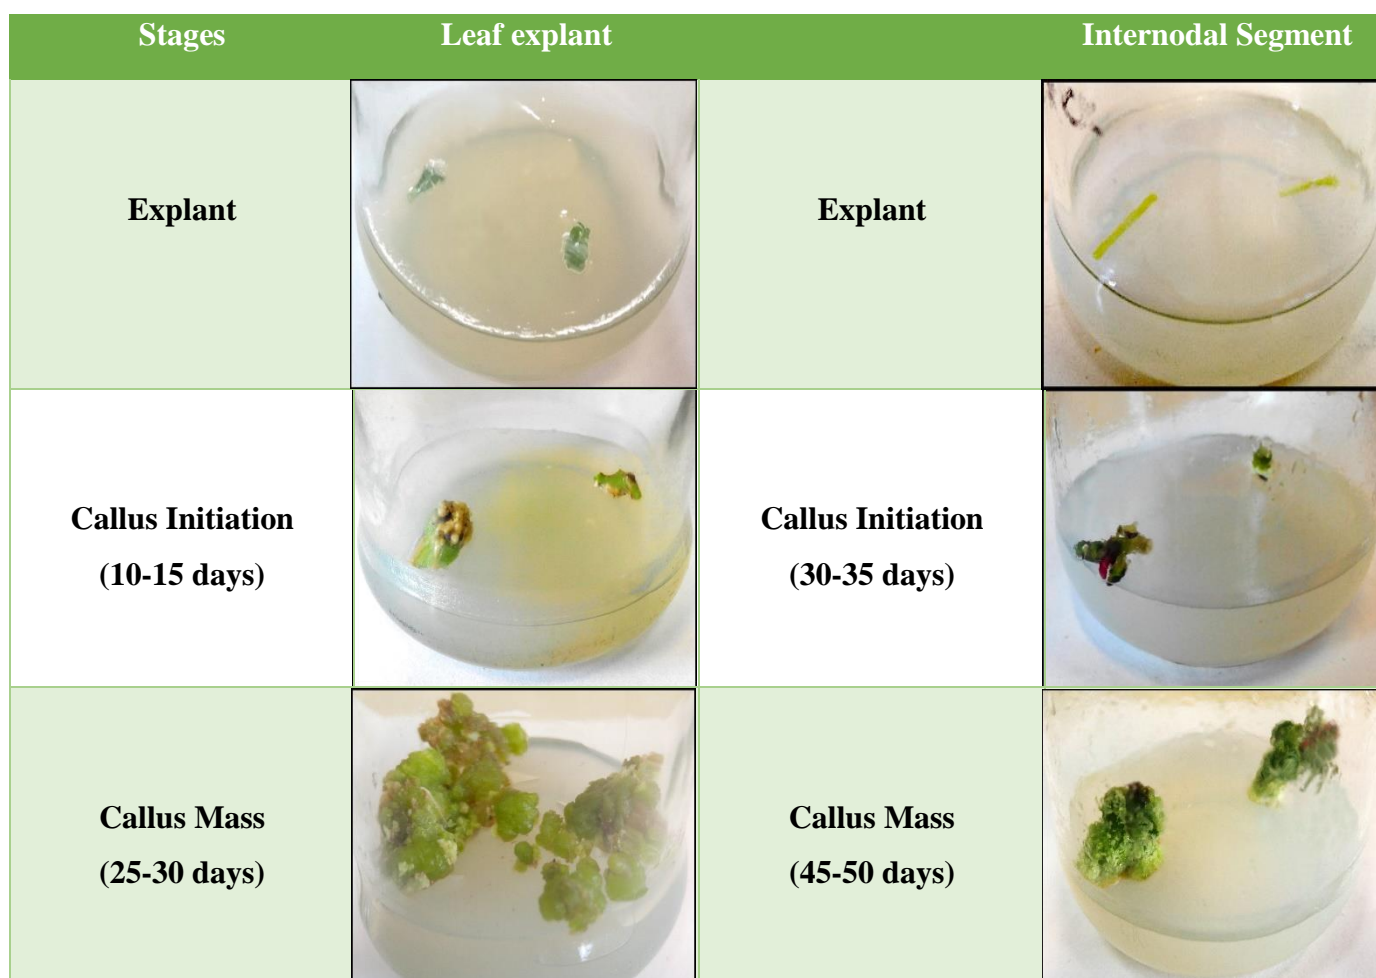 Stages Leaf explant Internodal Segment
Explant Explant
Callus Initiation Callus Initiation
(10-15 days) (30-35 days)
Callus Mass Callus Mass
(25-30 days) (45-50 days)